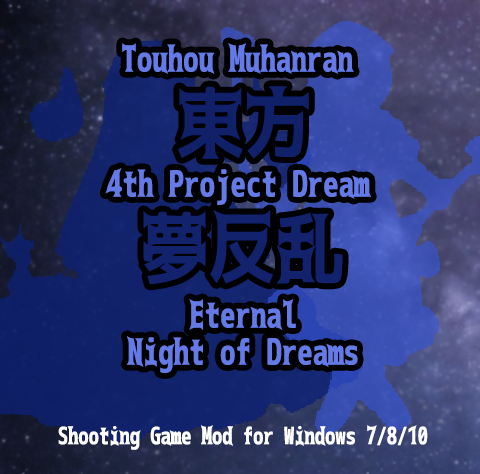 Touhou Muhanran
東方
4th Project Dream
夢反乱
Eternal
Night of Dreams
Shooting Game Mod for Windows 7/8/10